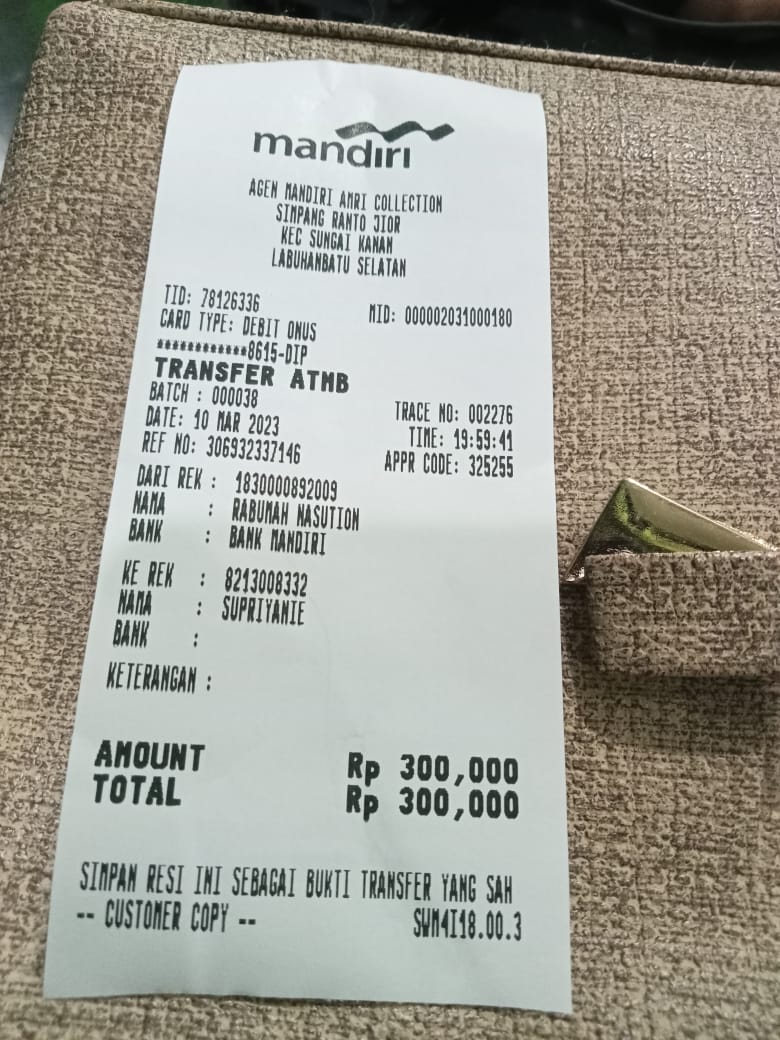 mandırı
AGEN MANDIRI AMRI COLLECTION
SIMPANG RANTO JIOR
KEC SUNGAI KANAN
LABUHANBATU SELATAN
TID: 78126336 MID: 000002031000180
CARD TYPE: DEBIT ONUS
************8615-DIP
TRANSFER ATMB
BATCH : 000038 TRACE NO: 002276
DATE: 10 MAR 2023 TIME: 19:59:41
REF NO: 306932337146 APPR CODE: 325255
DARI REK : 1830000892009
NAMA : RABUMAH NASUTION
BANK : BANK MANDIRI
KE REK : 8213008332
NAMA : SUPRIYANIE
BANK :
KETERANGAN :
AMOUNT Rp 300,000
TOTAL Rp 300,000
SIMPAN RESI INI SEBAGAI BUKTI TRANSFER YANG SAH
-- CUSTOMER COPY -- SWM4I18.00.3